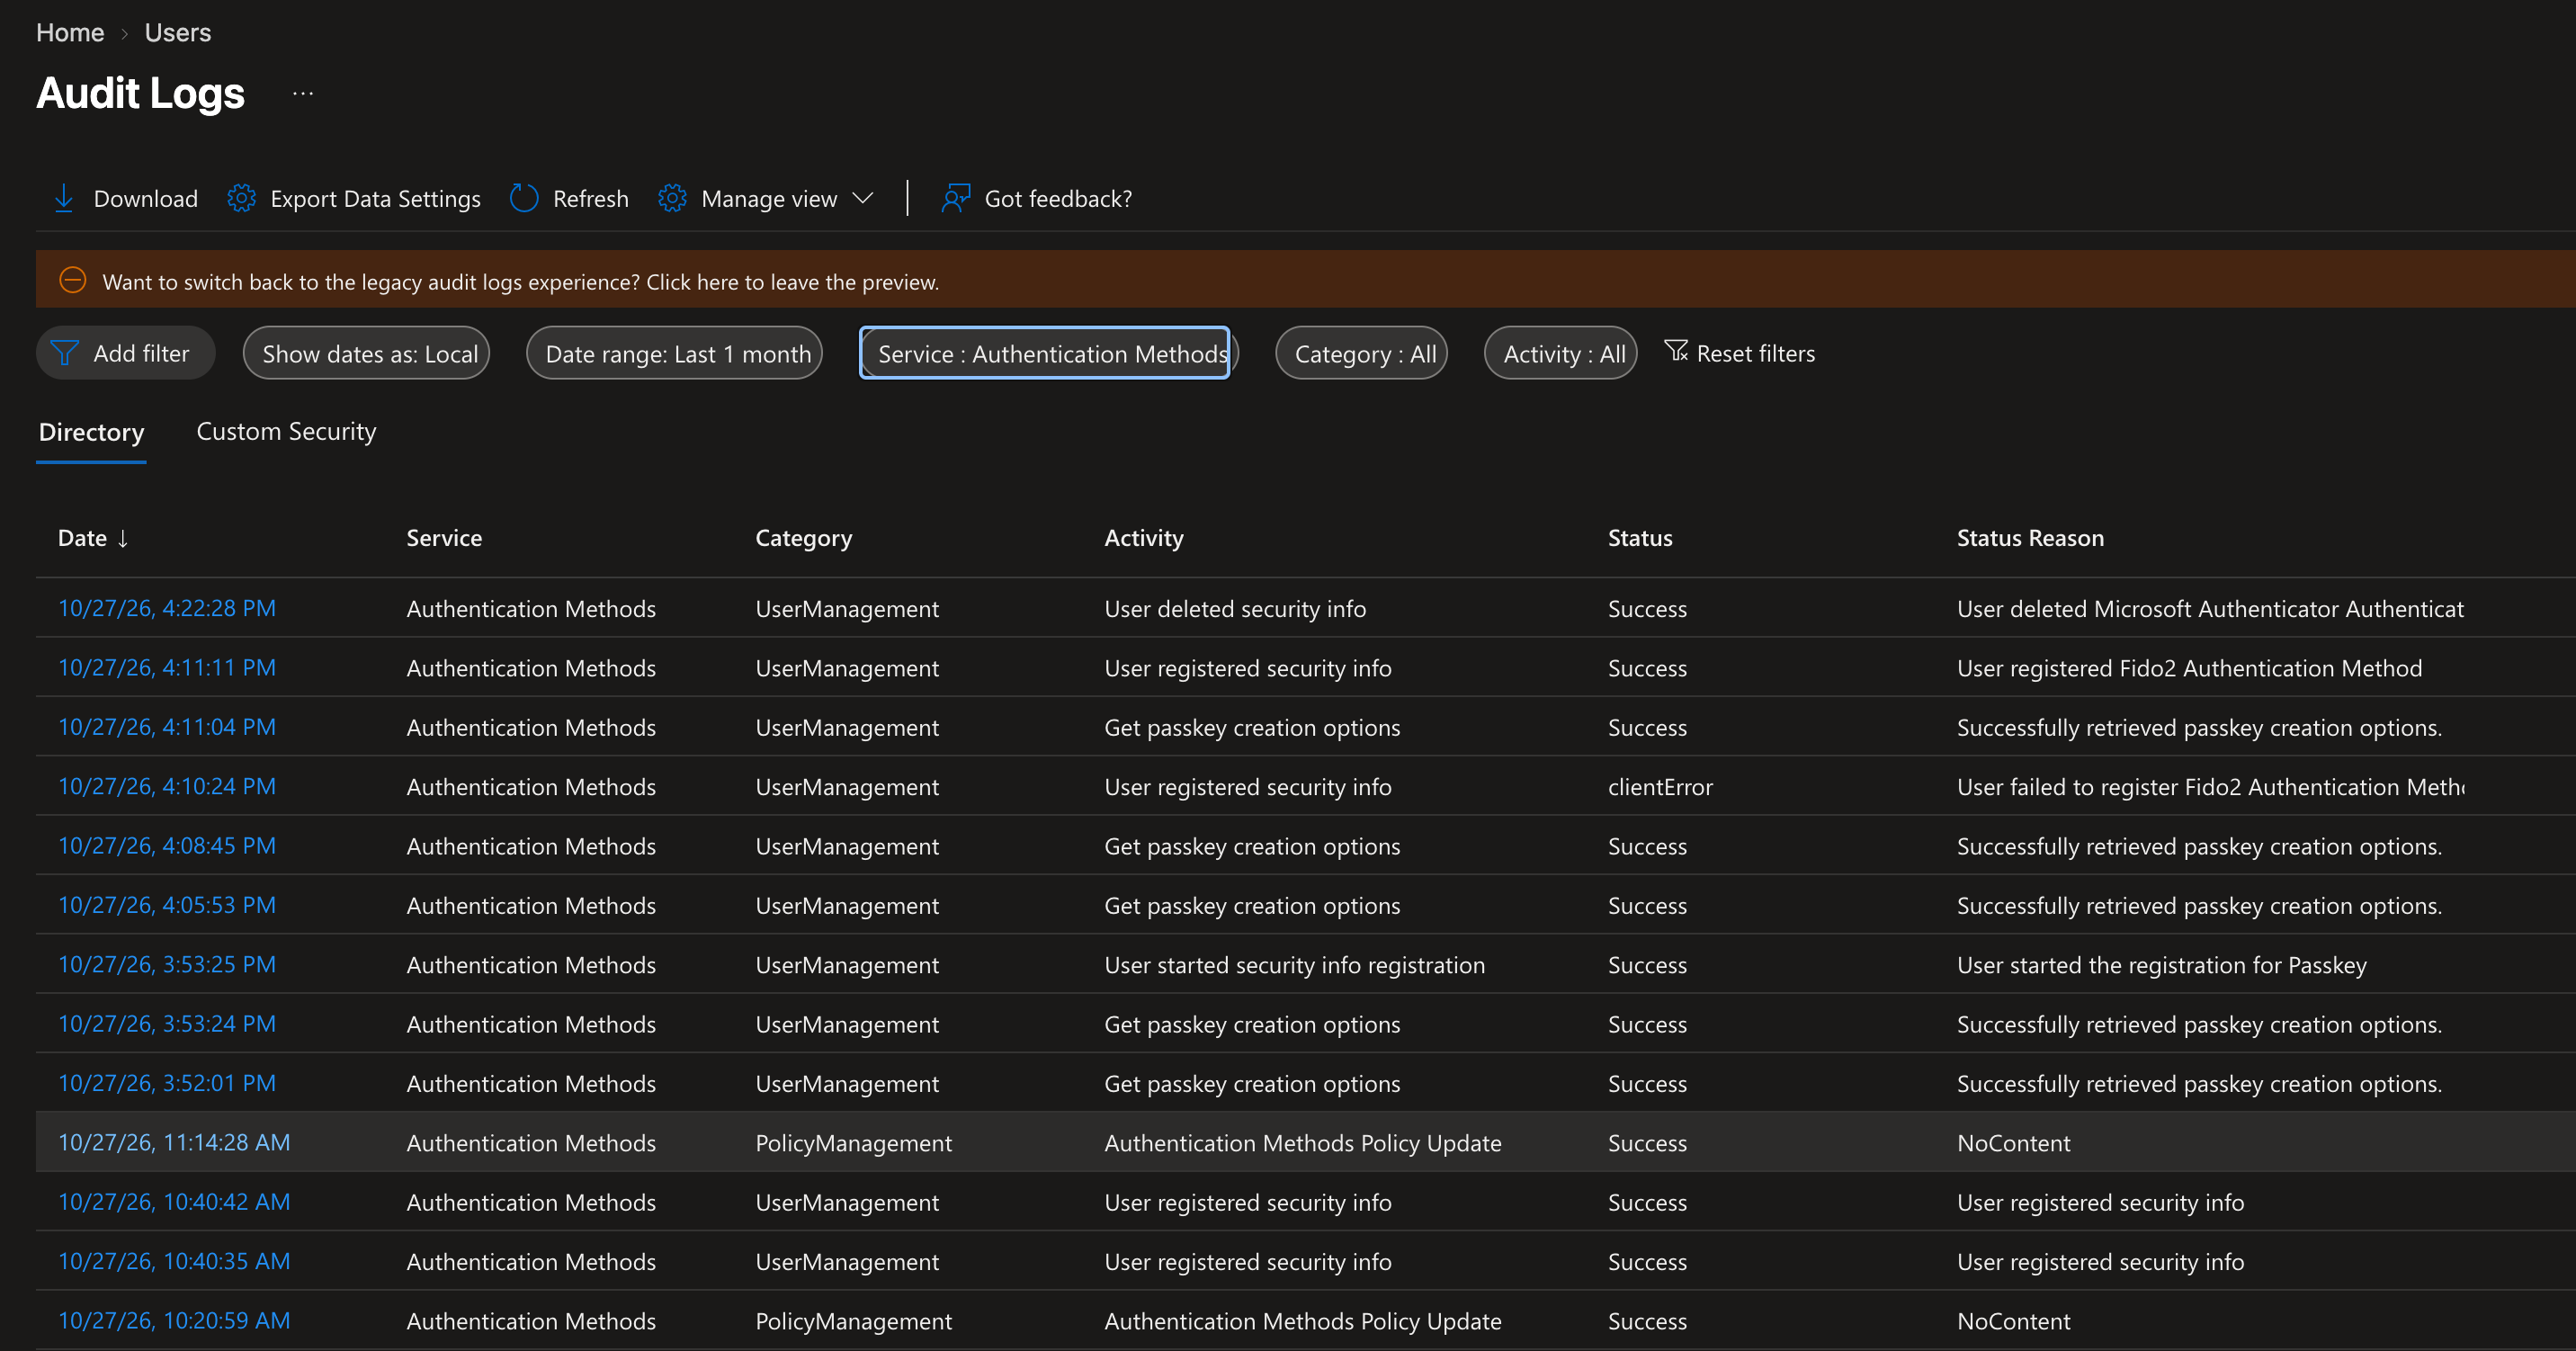 Home > Users
Audit Logs ...
Download Export Data Settings Refresh Manage view Got feedback?
Want to switch back to the legacy audit logs experience? Click here to leave the preview.
Add filter Show dates as: Local Date range: Last 1 month Service : Authentication Methods Category : All Activity : All Reset filters
Directory Custom Security
Date ↓ Service Category Activity Status Status Reason
10/27/26, 4:22:28 PM Authentication Methods UserManagement User deleted security info Success User deleted Microsoft Authenticator Authenticat
10/27/26, 4:11:11 PM Authentication Methods UserManagement User registered security info Success User registered Fido2 Authentication Method
10/27/26, 4:11:04 PM Authentication Methods UserManagement Get passkey creation options Success Successfully retrieved passkey creation options.
10/27/26, 4:10:24 PM Authentication Methods UserManagement User registered security info clientError User failed to register Fido2 Authentication Meth
10/27/26, 4:08:45 PM Authentication Methods UserManagement Get passkey creation options Success Successfully retrieved passkey creation options.
10/27/26, 4:05:53 PM Authentication Methods UserManagement Get passkey creation options Success Successfully retrieved passkey creation options.
10/27/26, 3:53:25 PM Authentication Methods UserManagement User started security info registration Success User started the registration for Passkey
10/27/26, 3:53:24 PM Authentication Methods UserManagement Get passkey creation options Success Successfully retrieved passkey creation options.
10/27/26, 3:52:01 PM Authentication Methods UserManagement Get passkey creation options Success Successfully retrieved passkey creation options.
10/27/26, 11:14:28 AM Authentication Methods PolicyManagement Authentication Methods Policy Update Success NoContent
10/27/26, 10:40:42 AM Authentication Methods UserManagement User registered security info Success User registered security info
10/27/26, 10:40:35 AM Authentication Methods UserManagement User registered security info Success User registered security info
10/27/26, 10:20:59 AM Authentication Methods PolicyManagement Authentication Methods Policy Update Success NoContent